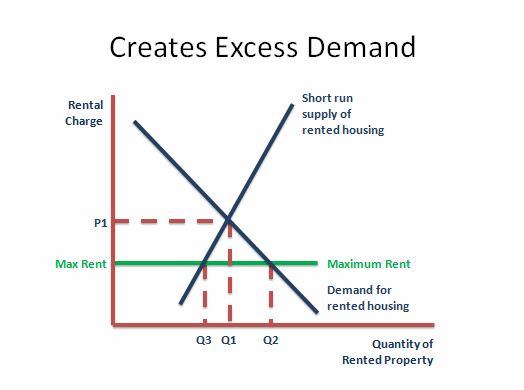 Creates Excess Demand
Rental
Charge
Short run
supply of
rented housing
P1
Max Rent
Maximum Rent
Demand for
rented housing
Q3 Q1 Q2
Quantity of
Rented Property